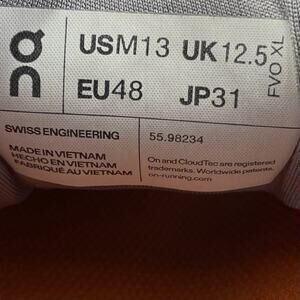 USM13 UK12.5
EU48 JP31
FVO XL
SWISS ENGINEERING
55.98234
MADE IN VIETNAM
HECHO EN VIETNAM
FABRIQUÉ AU VIETNAM
On and CloudTec are registered
trademarks. Worldwide patents.
on-running.com